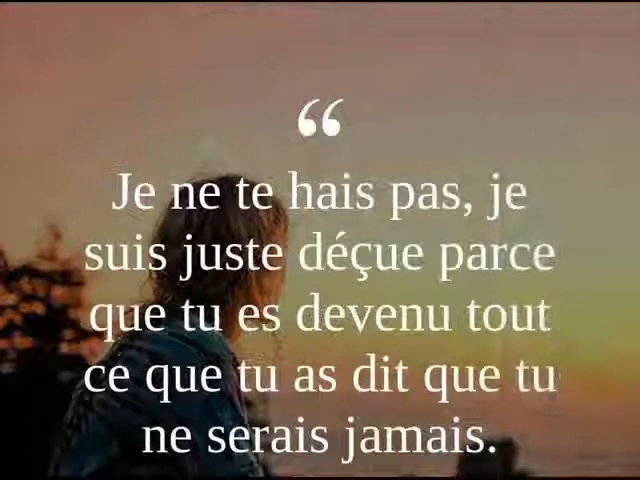 “
Je ne te hais pas, je
suis juste déçue parce
que tu es devenu tout
ce que tu as dit que tu
ne serais jamais.